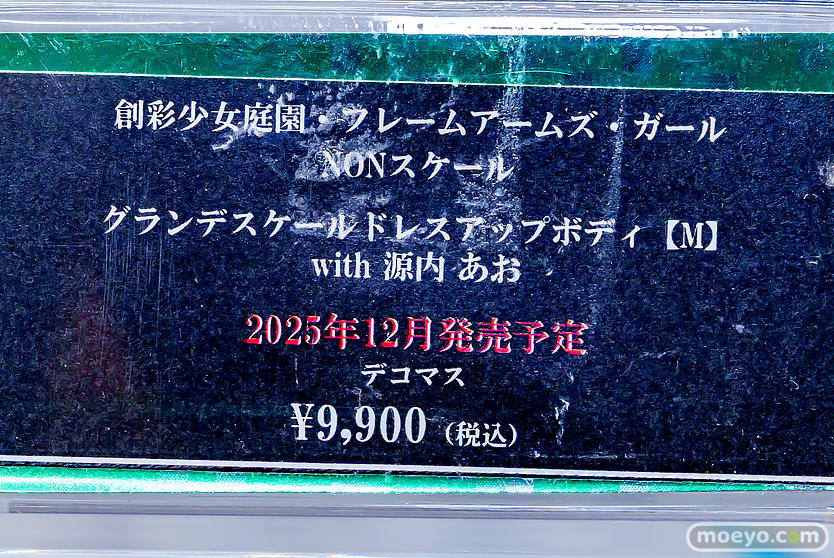 創彩少女庭園・フレームアームズ・ガール
NONスケール
グランデスケールドレスアップボディ【M】
with 源内 あお
2025年12月発売予定
デコマス
¥9,900（税込）
moeyo.com